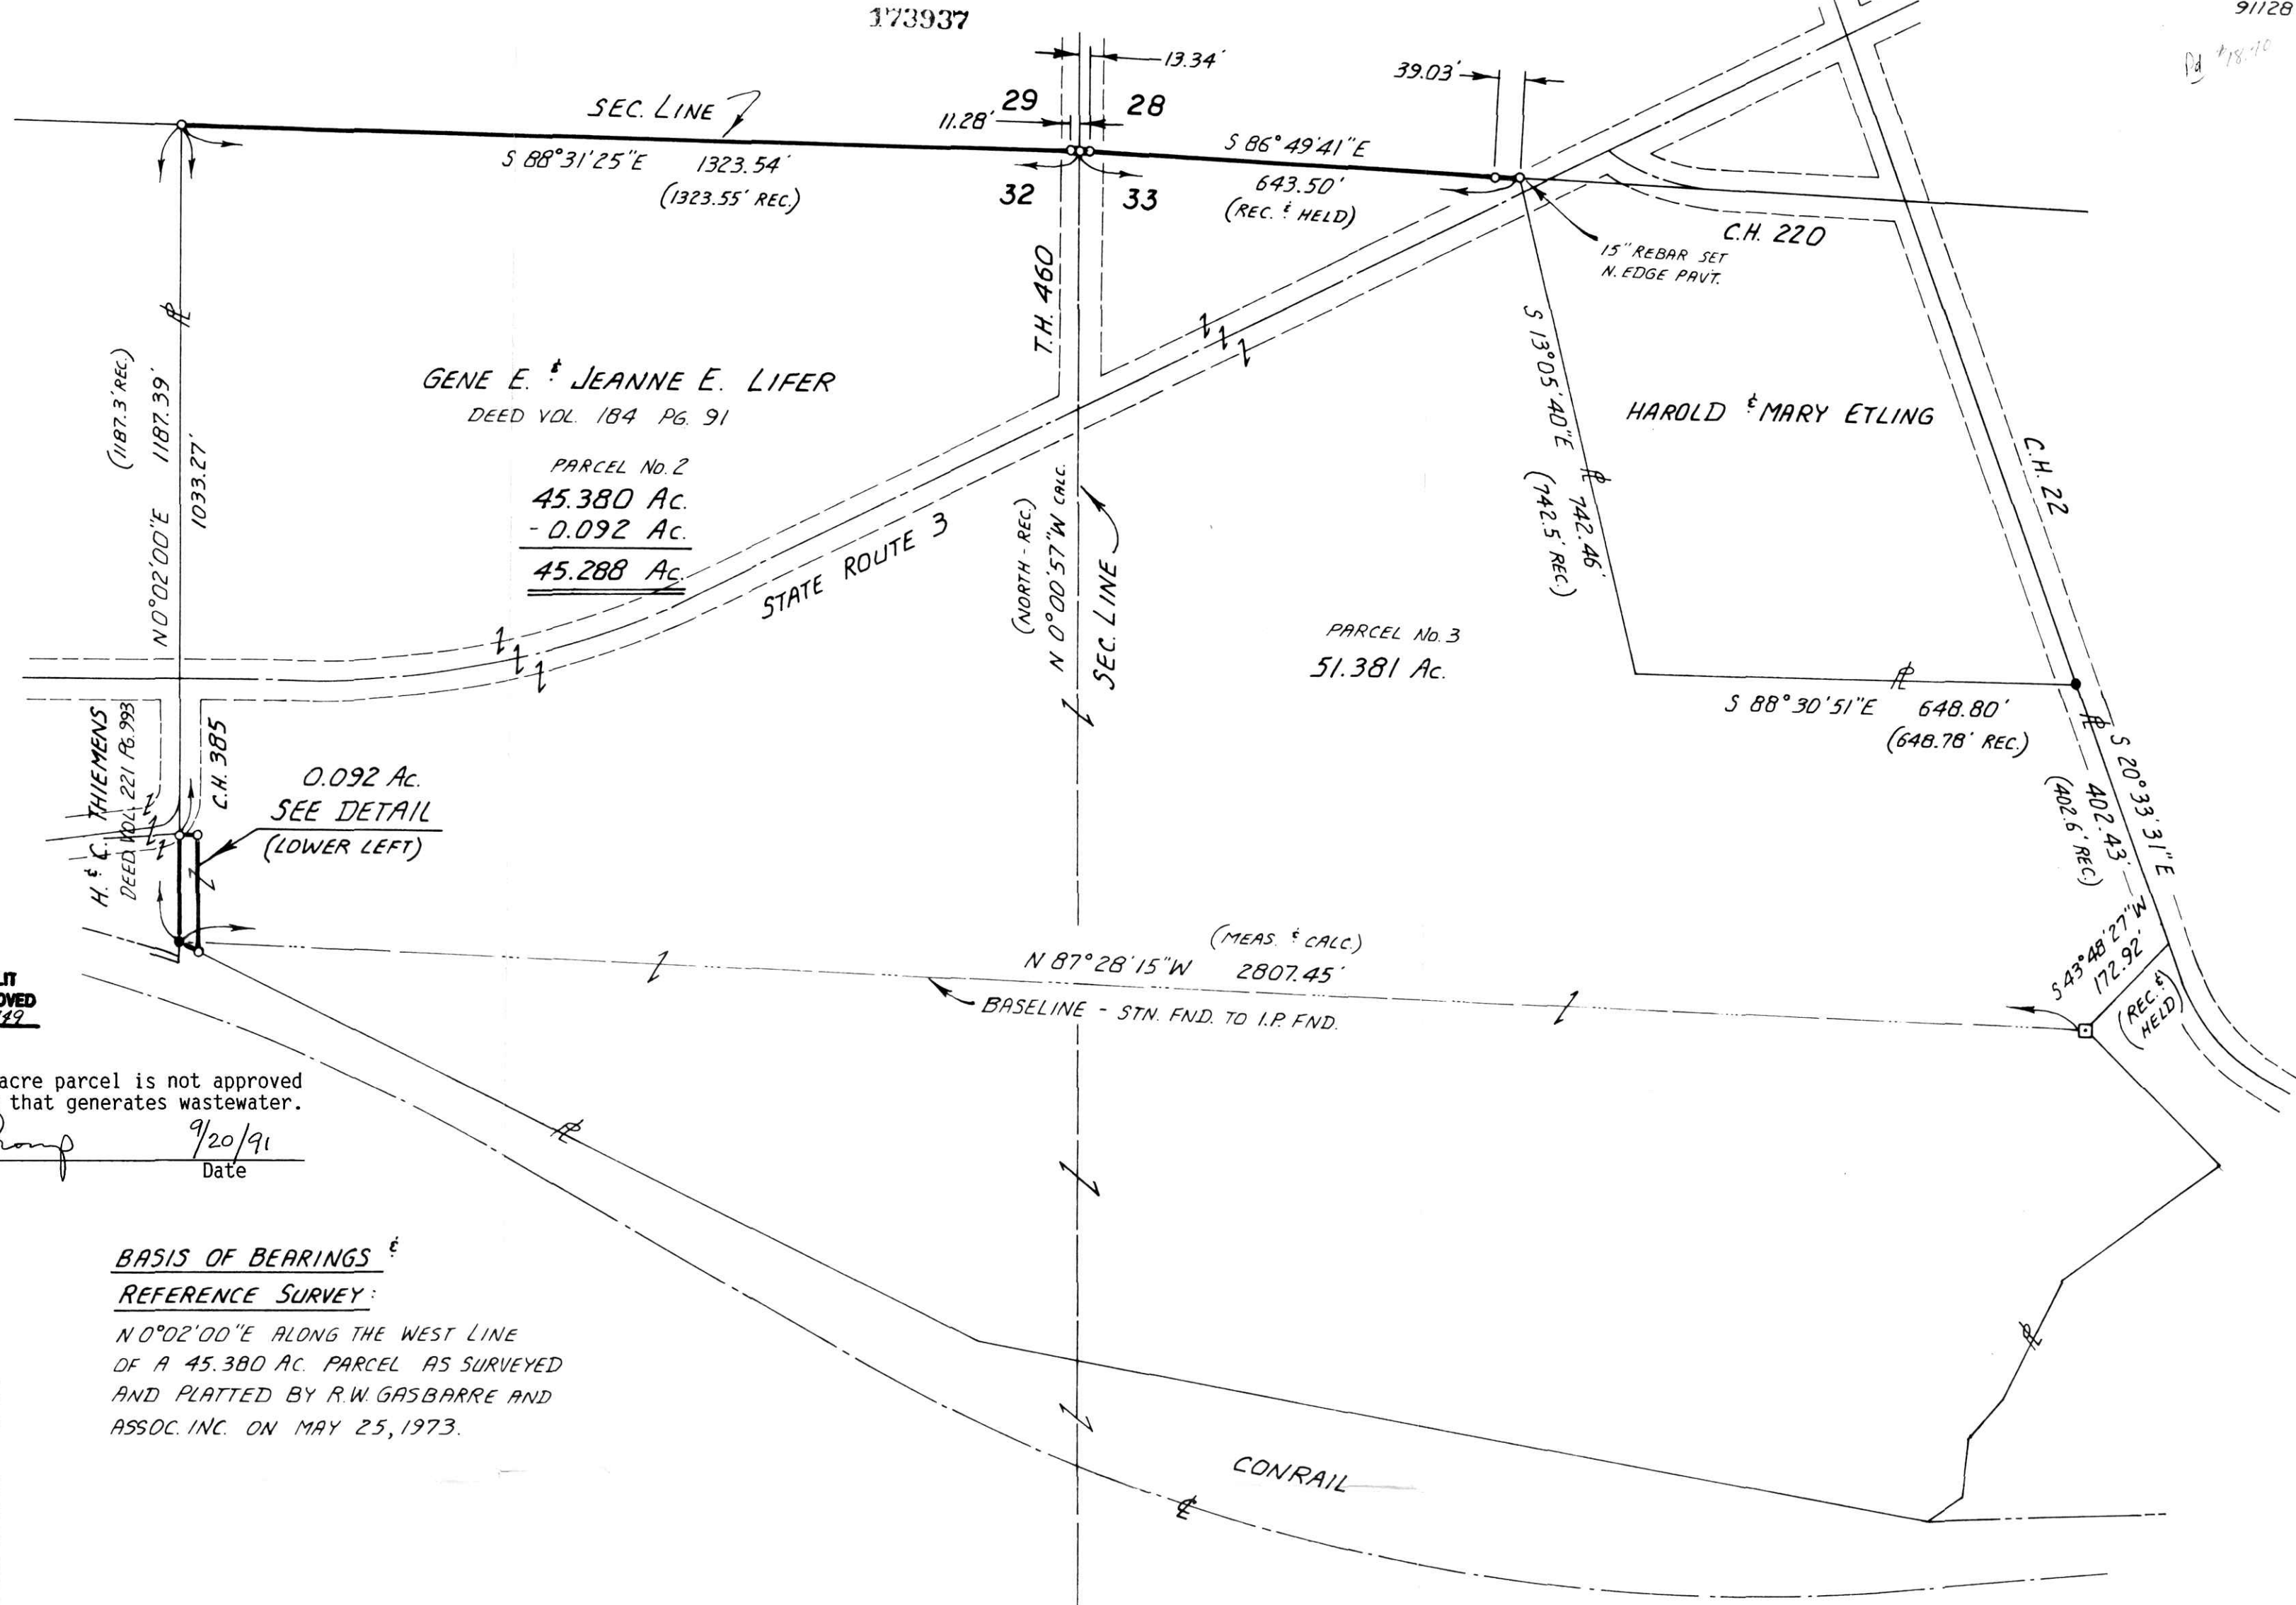 173937
91128
Pd
13.34'
39.03'
SEC. LINE
29
28
11.28'
S 88°31'25"E 1323.54'
(1323.55' REC.)
32
33
S 86°49'41"E
643.50'
(REC. & HELD)
C.H. 220
15" REBAR SET
N. EDGE PAVT.
T.H. 460
(1187.3' REC.)
N 0°02'00"E 1187.39'
1033.27'
GENE E. & JEANNE E. LIFER
DEED VOL. 184 PG. 91
PARCEL No. 2
45.380 Ac.
- 0.092 Ac.
45.288 Ac.
STATE ROUTE 3
(NORTH - REC.)
N 0°00'57"W CALC.
SEC. LINE
S 13°05'40"E ⅊ 742.46'
(742.5' REC.)
HAROLD & MARY ETLING
C.H. 22
PARCEL No. 3
51.381 Ac.
S 88°30'51"E 648.80'
(648.78' REC.)
S 20°33'31"E
402.43'
(402.6' REC.)
H. & C. THIEMENS
DEED VOL. 221 PG. 993
C.H. 385
0.092 Ac.
SEE DETAIL
(LOWER LEFT)
(MEAS. & CALC.)
N 87°28'15"W 2807.45'
BASELINE - STN. FND. TO I.P. FND.
S 43°48'27"W
172.92'
(REC. &
HELD)
acre parcel is not approved
that generates wastewater.
9/20/91
Date
BASIS OF BEARINGS &
REFERENCE SURVEY:
N 0°02'00"E ALONG THE WEST LINE
OF A 45.380 AC. PARCEL AS SURVEYED
AND PLATTED BY R.W. GASBARRE AND
ASSOC. INC. ON MAY 25, 1973.
CONRAIL